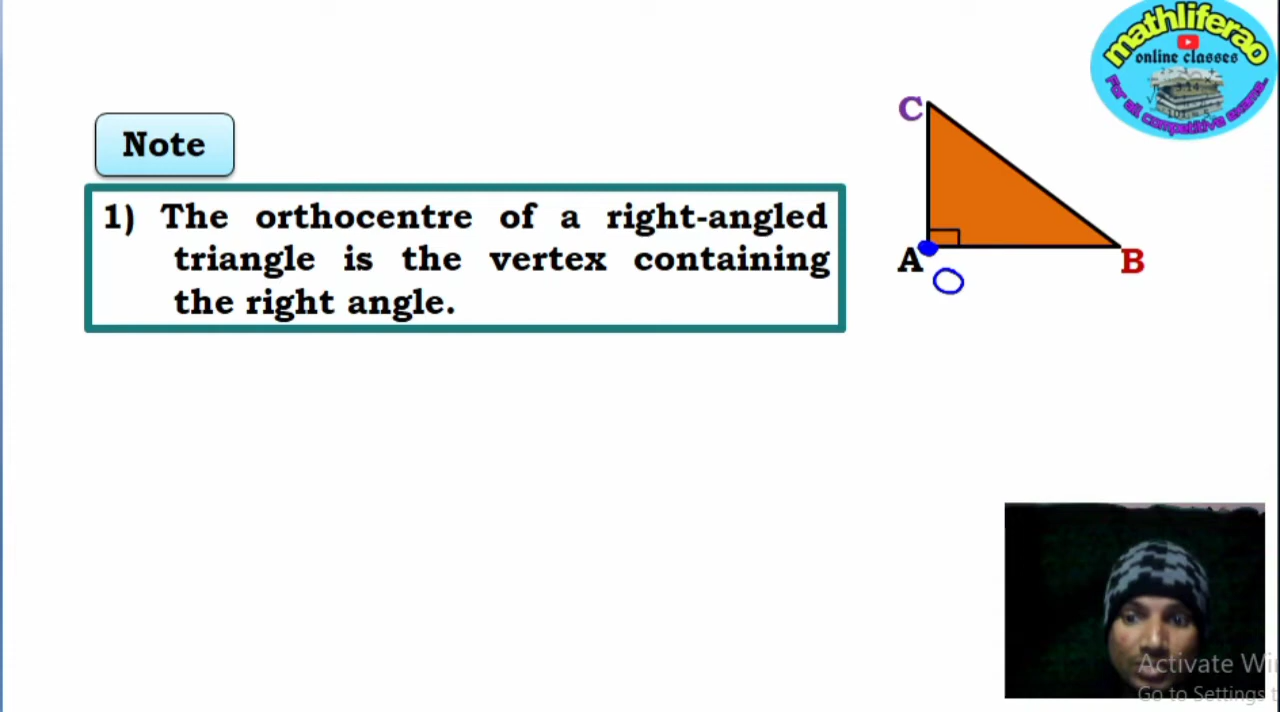 mathliferao
online classes
For all competitive exams.
C
Note
1) The orthocentre of a right-angled
triangle is the vertex containing
the right angle.
A
B
O
Activate Wi
Go to Settings t